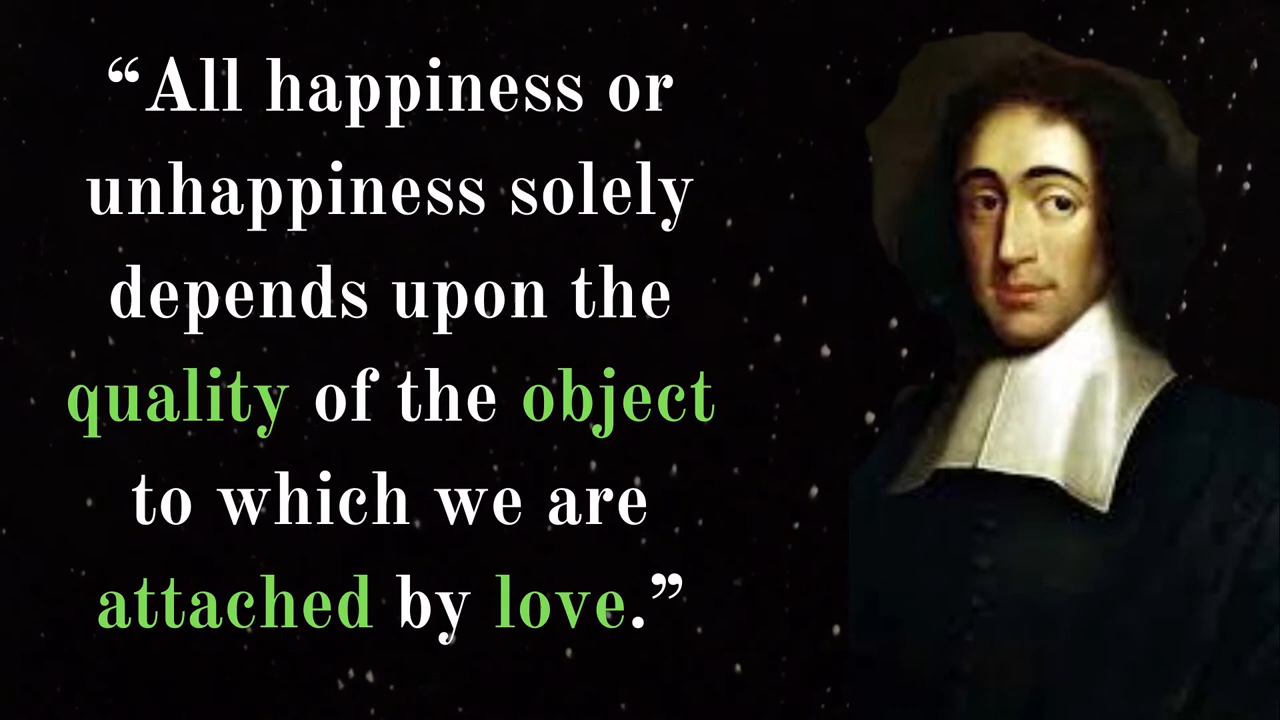 “All happiness or
unhappiness solely
depends upon the
quality of the object
to which we are
attached by love.”